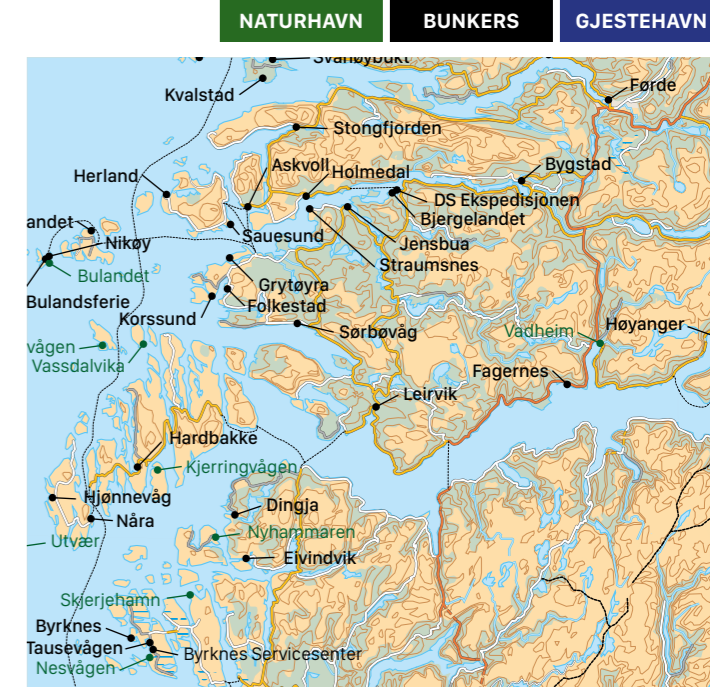 NATURHAVN
BUNKERS
GJESTEHAVN
Svanøybukt
Kvalstad
Førde
Stongfjorden
Askvoll
Holmedal
Bygstad
Herland
DS Ekspedisjonen
Bjergelandet
andet
Nikøy
Sauesund
Jensbua
Straumsnes
Bulandet
Grytøyra
Bulandsferie
Folkestad
Korssund
Sørbøvåg
Vadheim
Høyanger
vågen
Vassdalvika
Fagernes
Leirvik
Hardbakke
Kjerringvågen
Hjønnevåg
Dingja
Nåra
Nyhammaren
Utvær
Eivindvik
Skjerjehamn
Byrknes
Tausevågen
Byrknes Servicesenter
Nesvågen